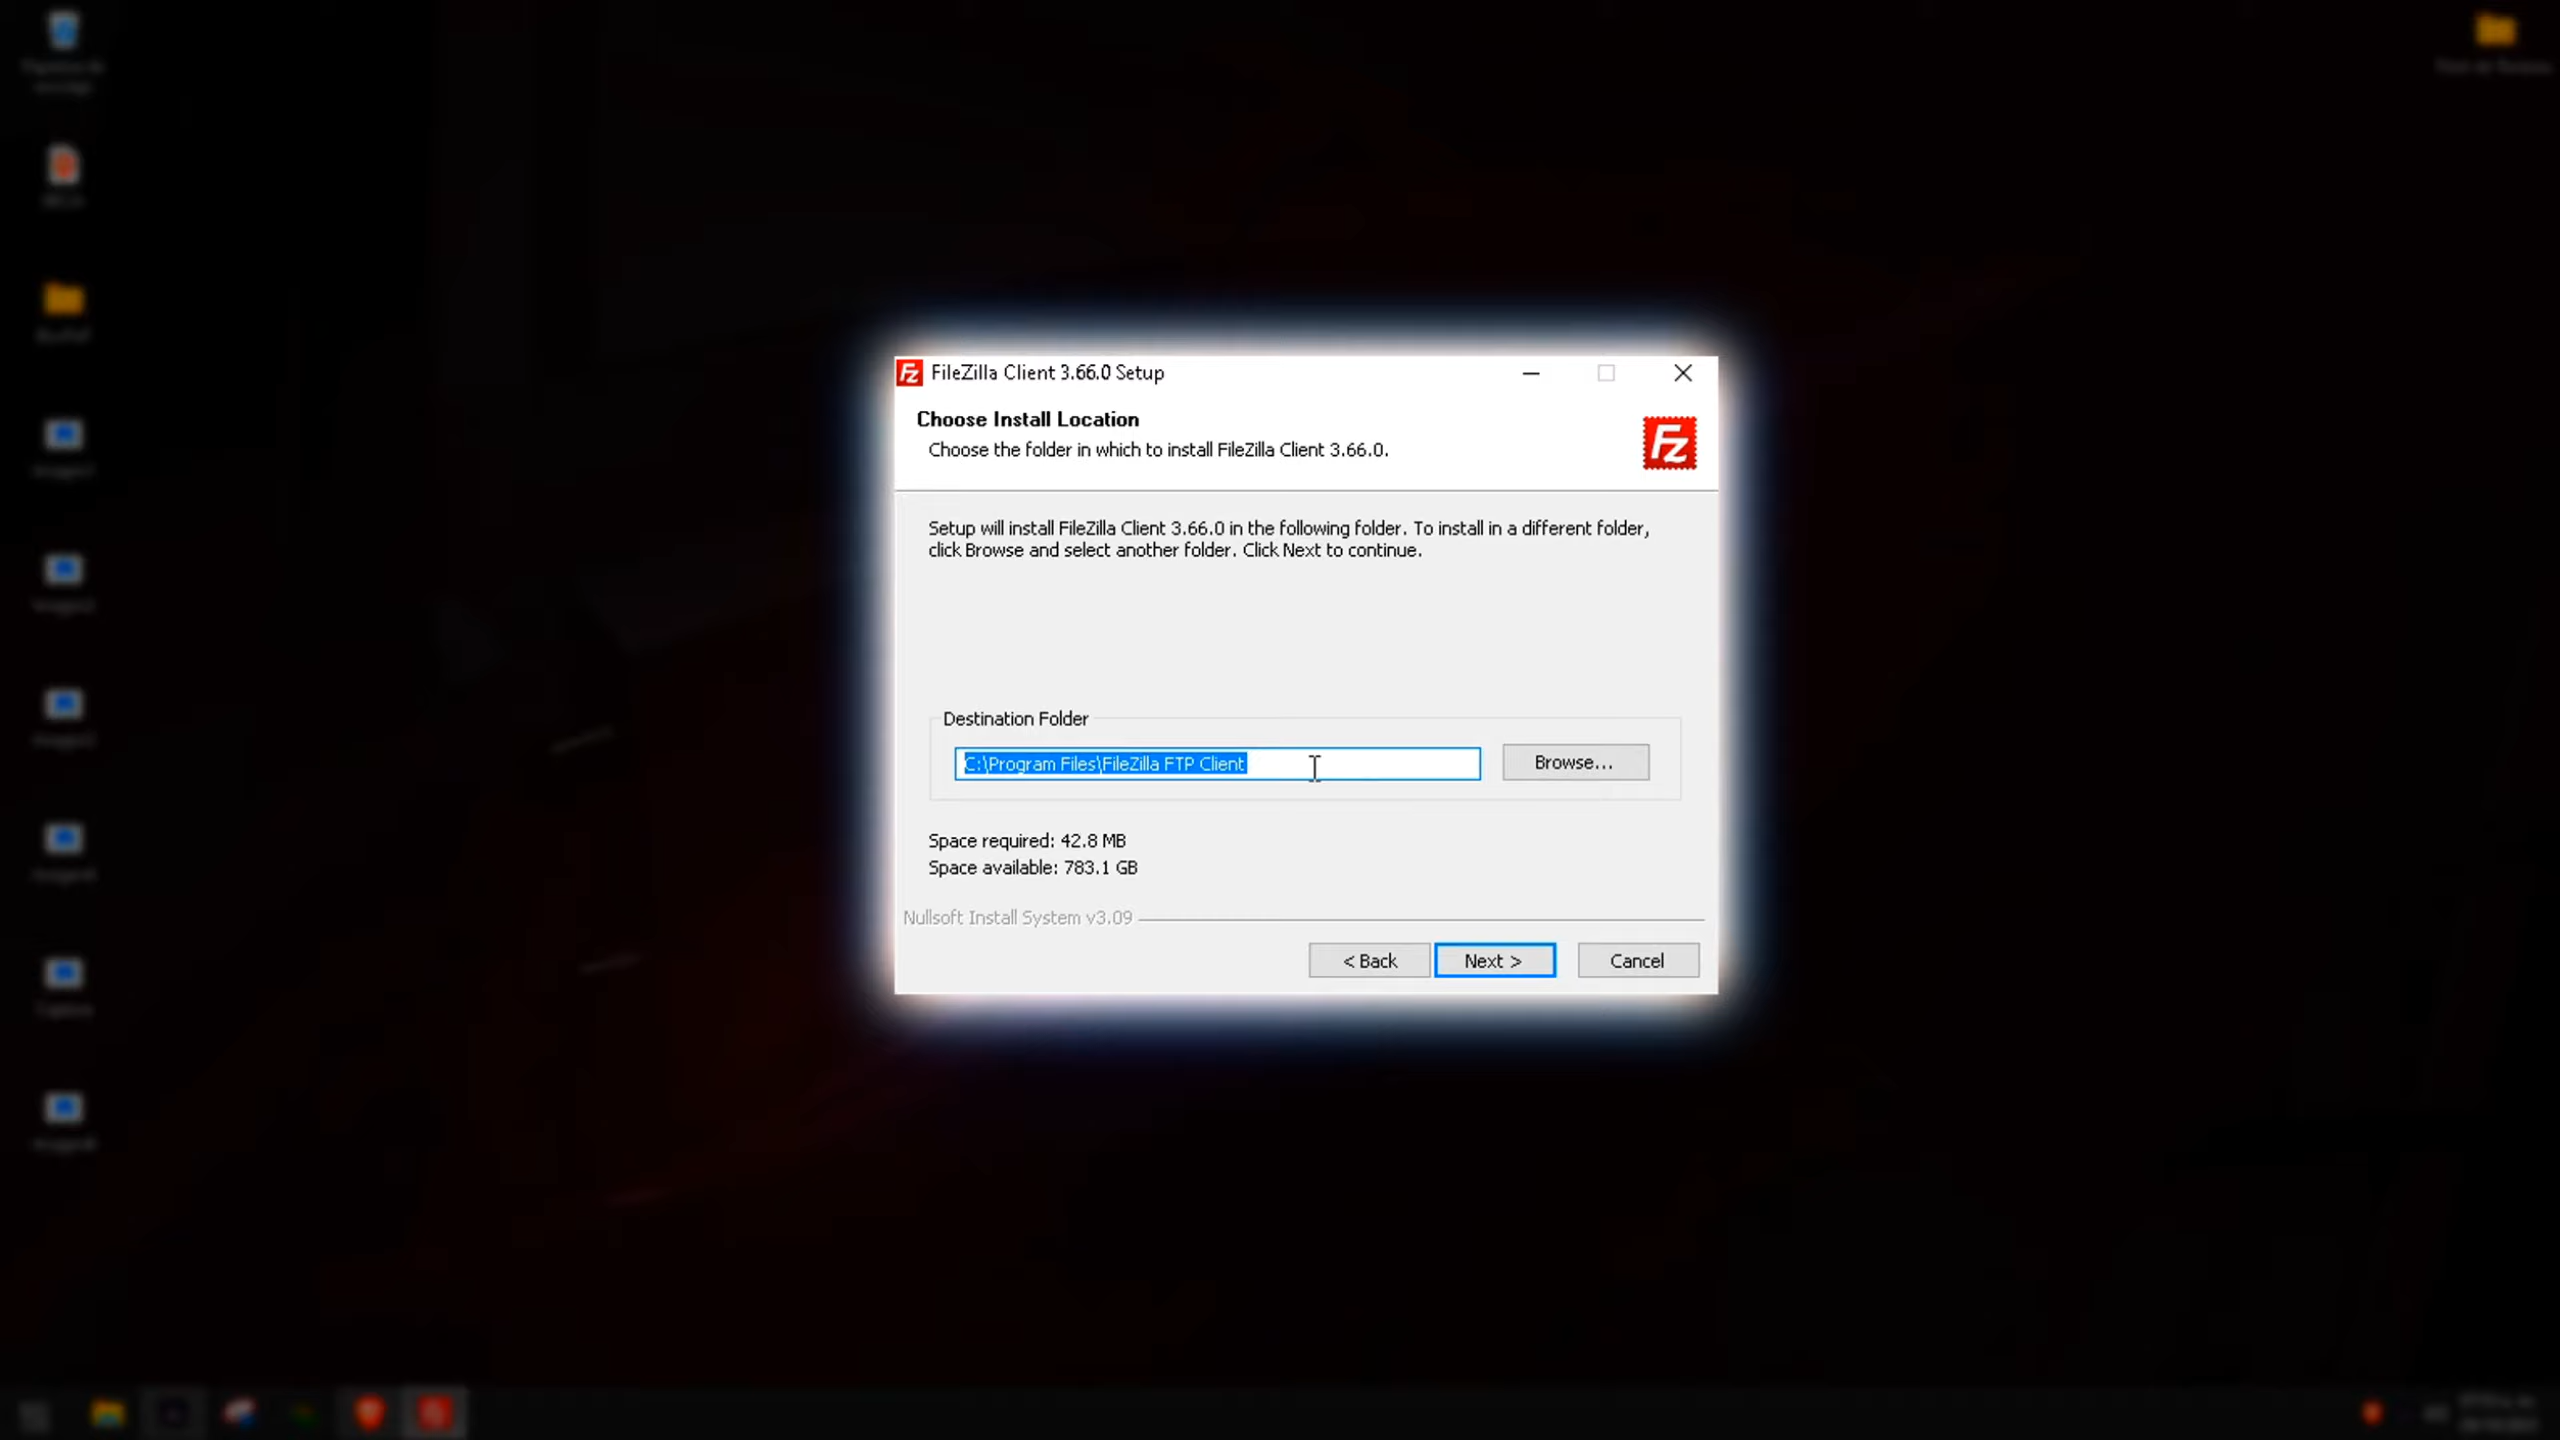 FileZilla Client 3.66.0 Setup
Choose Install Location
Choose the folder in which to install FileZilla Client 3.66.0.
Fz
Setup will install FileZilla Client 3.66.0 in the following folder. To install in a different folder,
click Browse and select another folder. Click Next to continue.
Destination Folder
C:\Program Files\FileZilla FTP Client
Browse...
Space required: 42.8 MB
Space available: 783.1 GB
Nullsoft Install System v3.09
< Back
Next >
Cancel